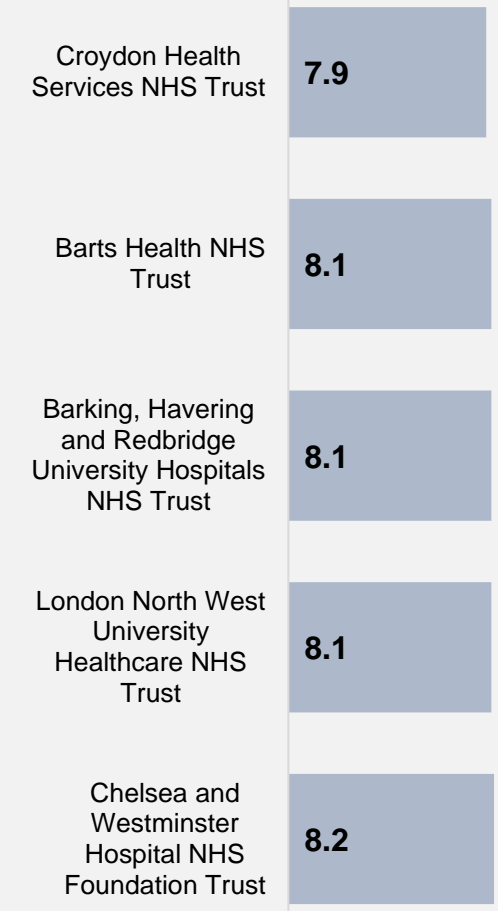 Croydon Health
Services NHS Trust
7.9
Barts Health NHS
Trust
8.1
Barking, Havering
and Redbridge
University Hospitals
NHS Trust
8.1
London North West
University
Healthcare NHS
Trust
8.1
Chelsea and
Westminster
Hospital NHS
Foundation Trust
8.2